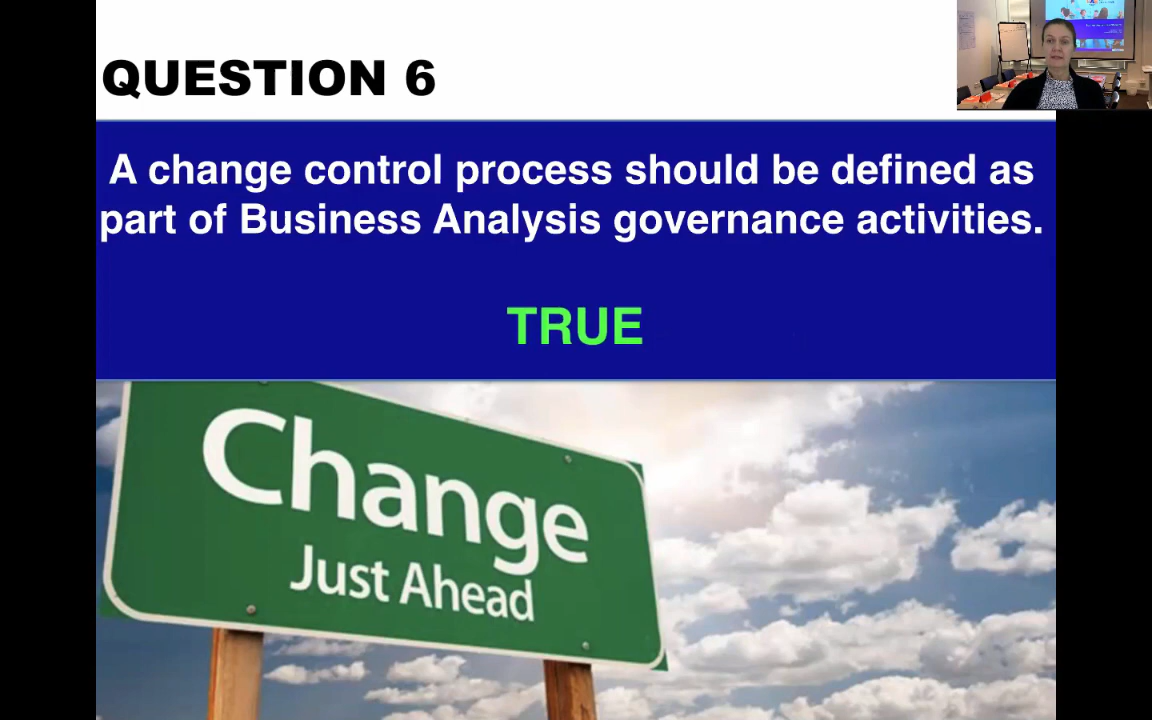 QUESTION 6
A change control process should be defined as
part of Business Analysis governance activities.
TRUE
Change
Just Ahead